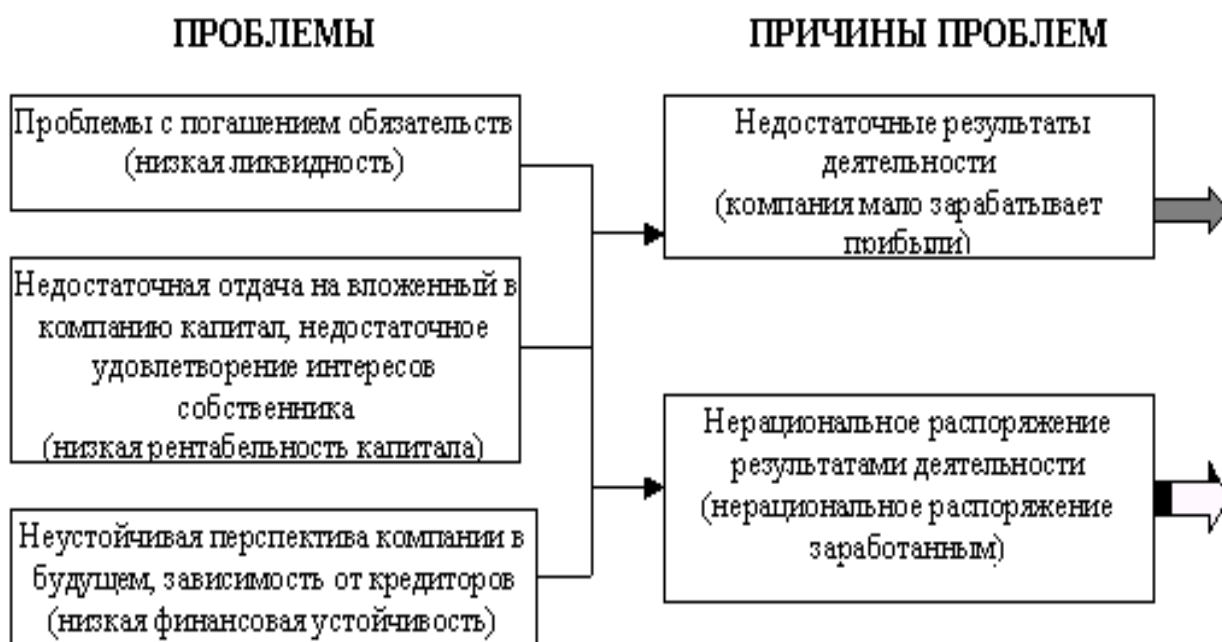 ПРОБЛЕМЫ
Проблемы с погашением обязательств
(низкая ликвидность)
Недостаточная отдача на вложенный в
компанию капитал, недостаточное
удовлетворение интересов
собственника
(низкая рентабельность капитала)
Неустойчивая перспектива компании в
будущем, зависимость от кредиторов
(низкая финансовая устойчивость)
ПРИЧИНЫ ПРОБЛЕМ
Недостаточные результаты
деятельности
(компания мало зарабатывает
прибыли)
Нерациональное распоряжение
результатами деятельности
(нерациональное распоряжение
заработанным)